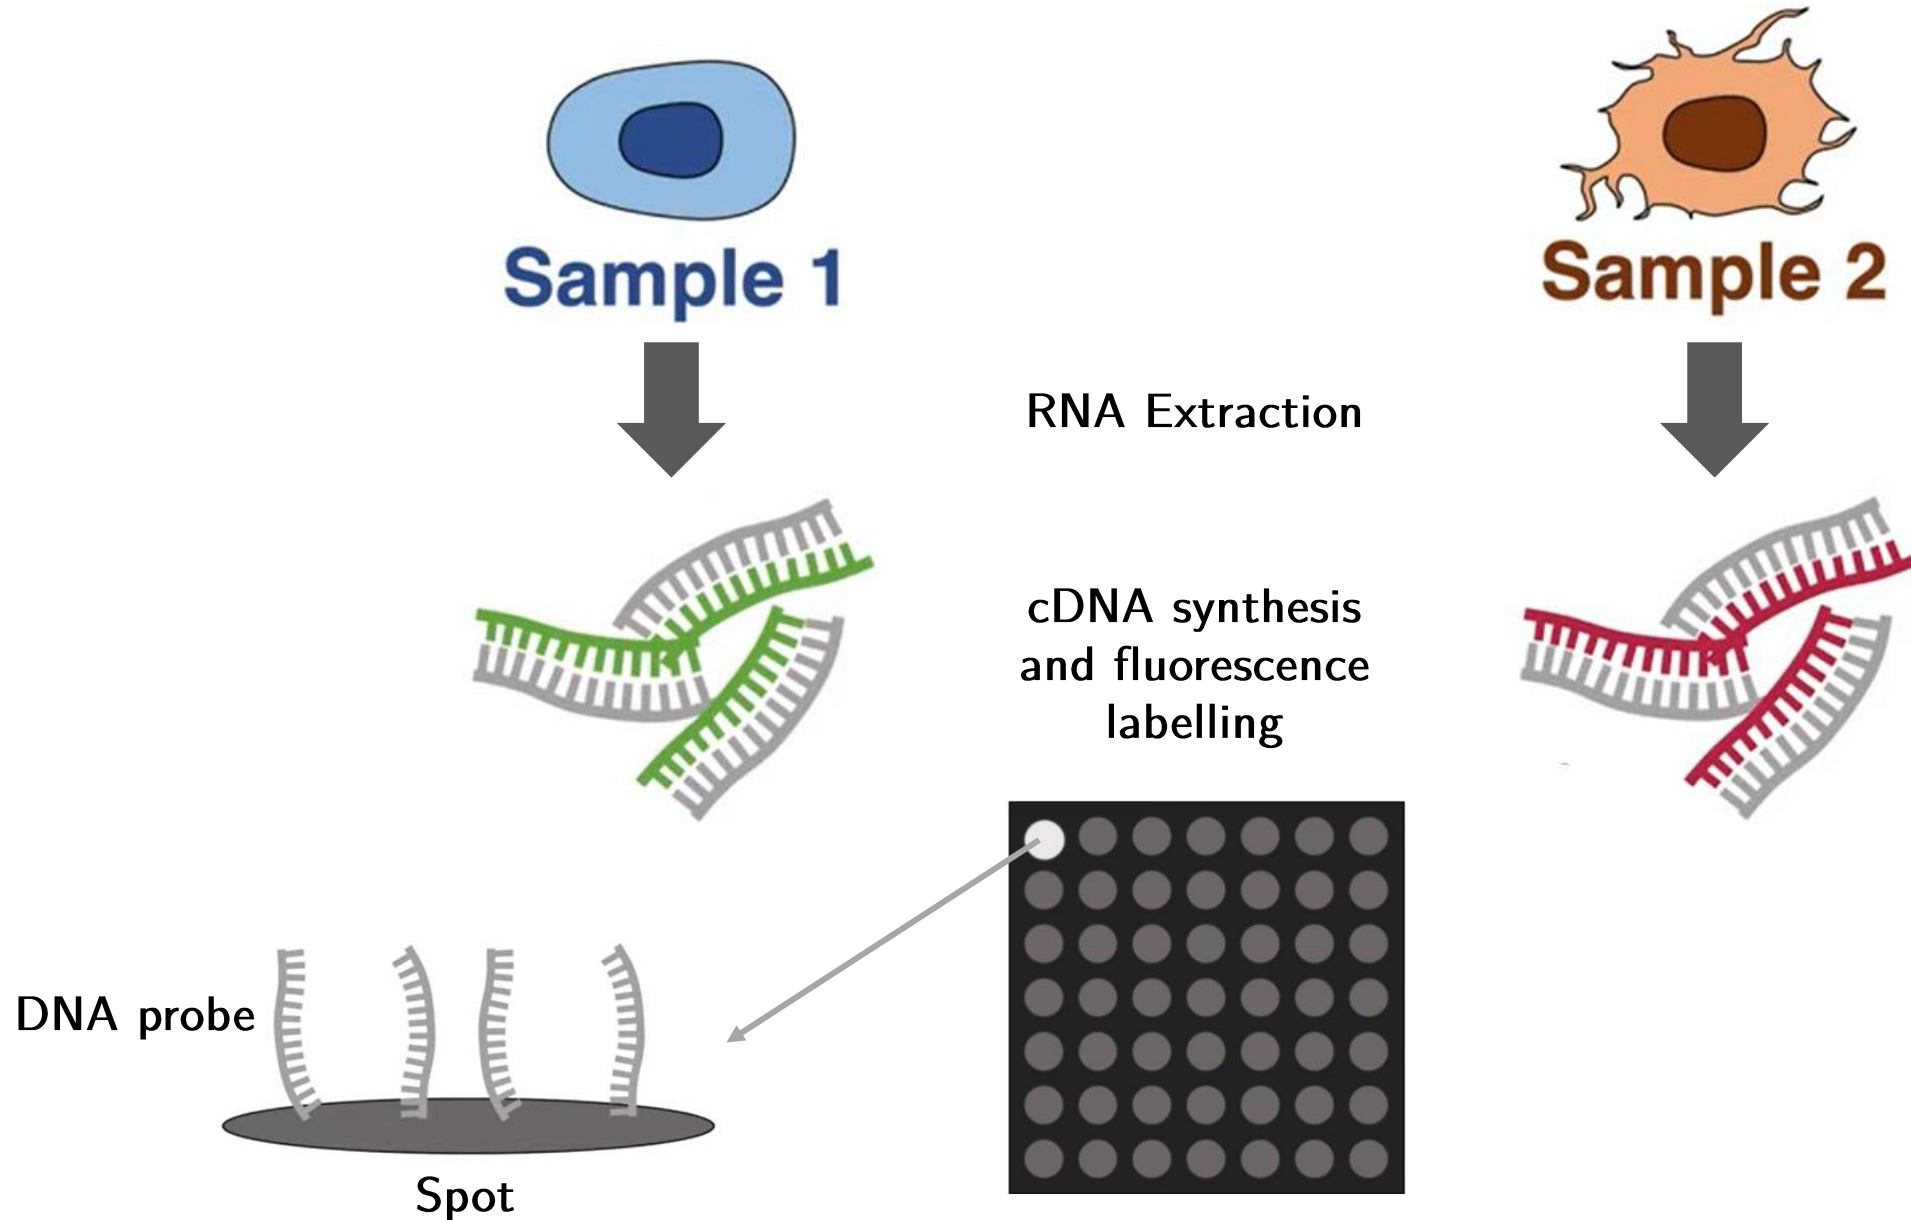 Sample 1
Sample 2
RNA Extraction
cDNA synthesis
and fluorescence
labelling
DNA probe
Spot